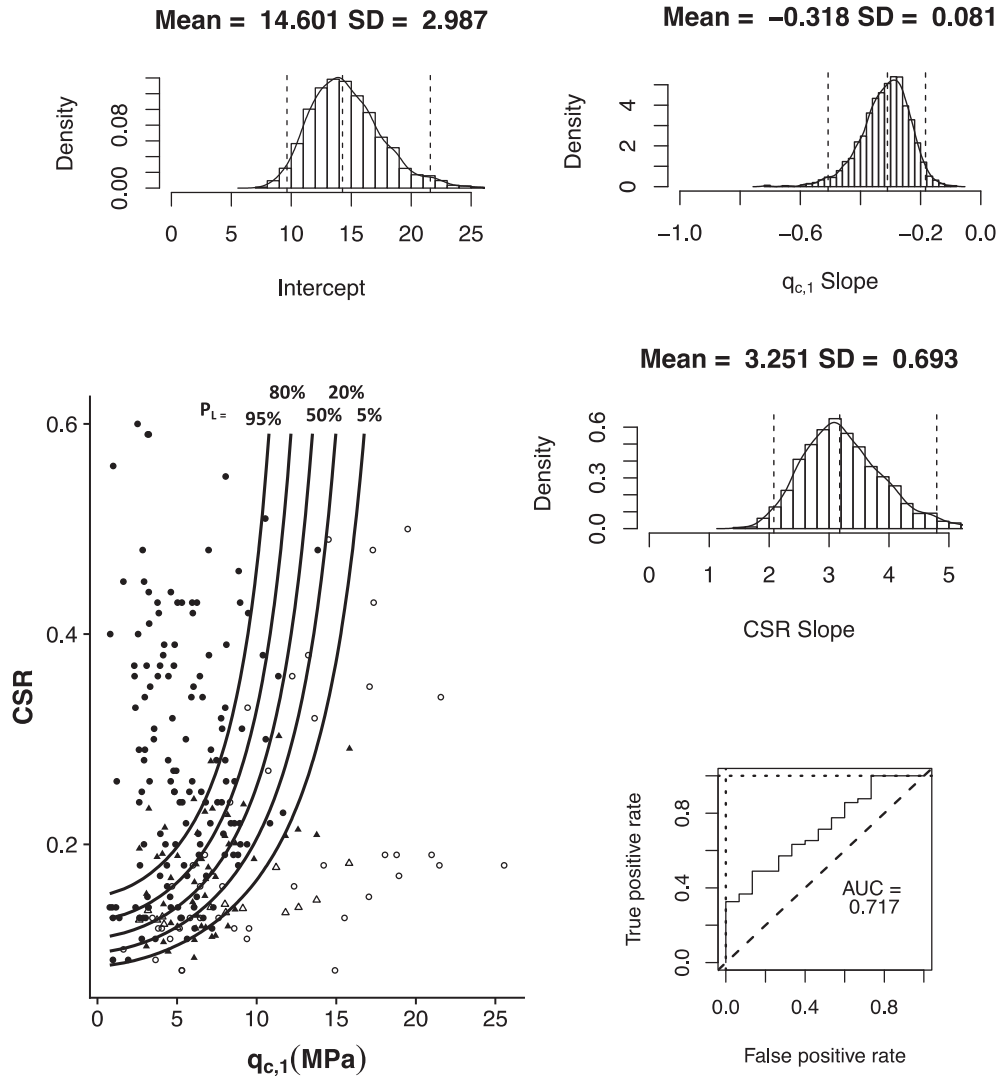 Mean = 14.601 SD = 2.987
Density
0.00 0.08
0 5 10 15 20 25
Intercept
Mean = −0.318 SD = 0.081
Density
0 2 4
−1.0 −0.6 −0.2 0.0
q_c,1 Slope
Mean = 3.251 SD = 0.693
Density
0.0 0.3 0.6
0 1 2 3 4 5
CSR Slope
P_L = 95% 80% 50% 20% 5%
CSR
0.6
0.4
0.2
0 5 10 15 20 25
q_c,1(MPa)
True positive rate
0.0 0.4 0.8
AUC =
0.717
0.0 0.4 0.8
False positive rate